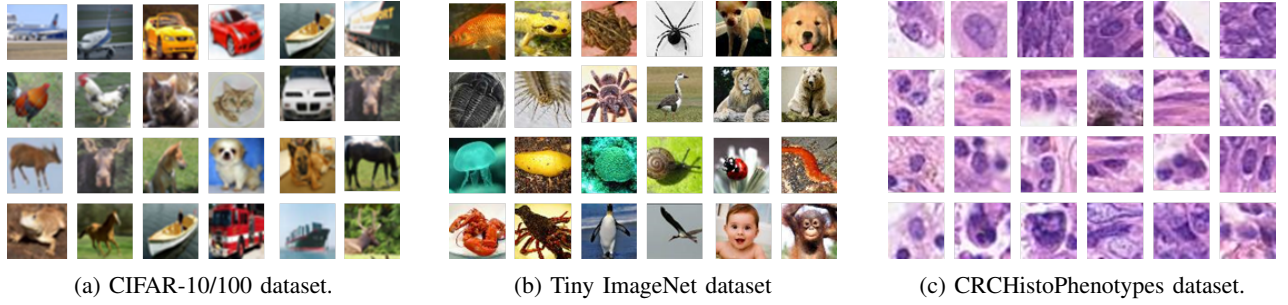 (a) CIFAR-10/100 dataset.
(b) Tiny ImageNet dataset
(c) CRCHistoPhenotypes dataset.